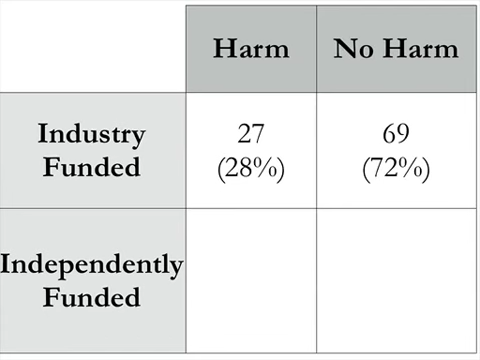 Harm No Harm
Industry Funded 27 (28%) 69 (72%)
Independently Funded